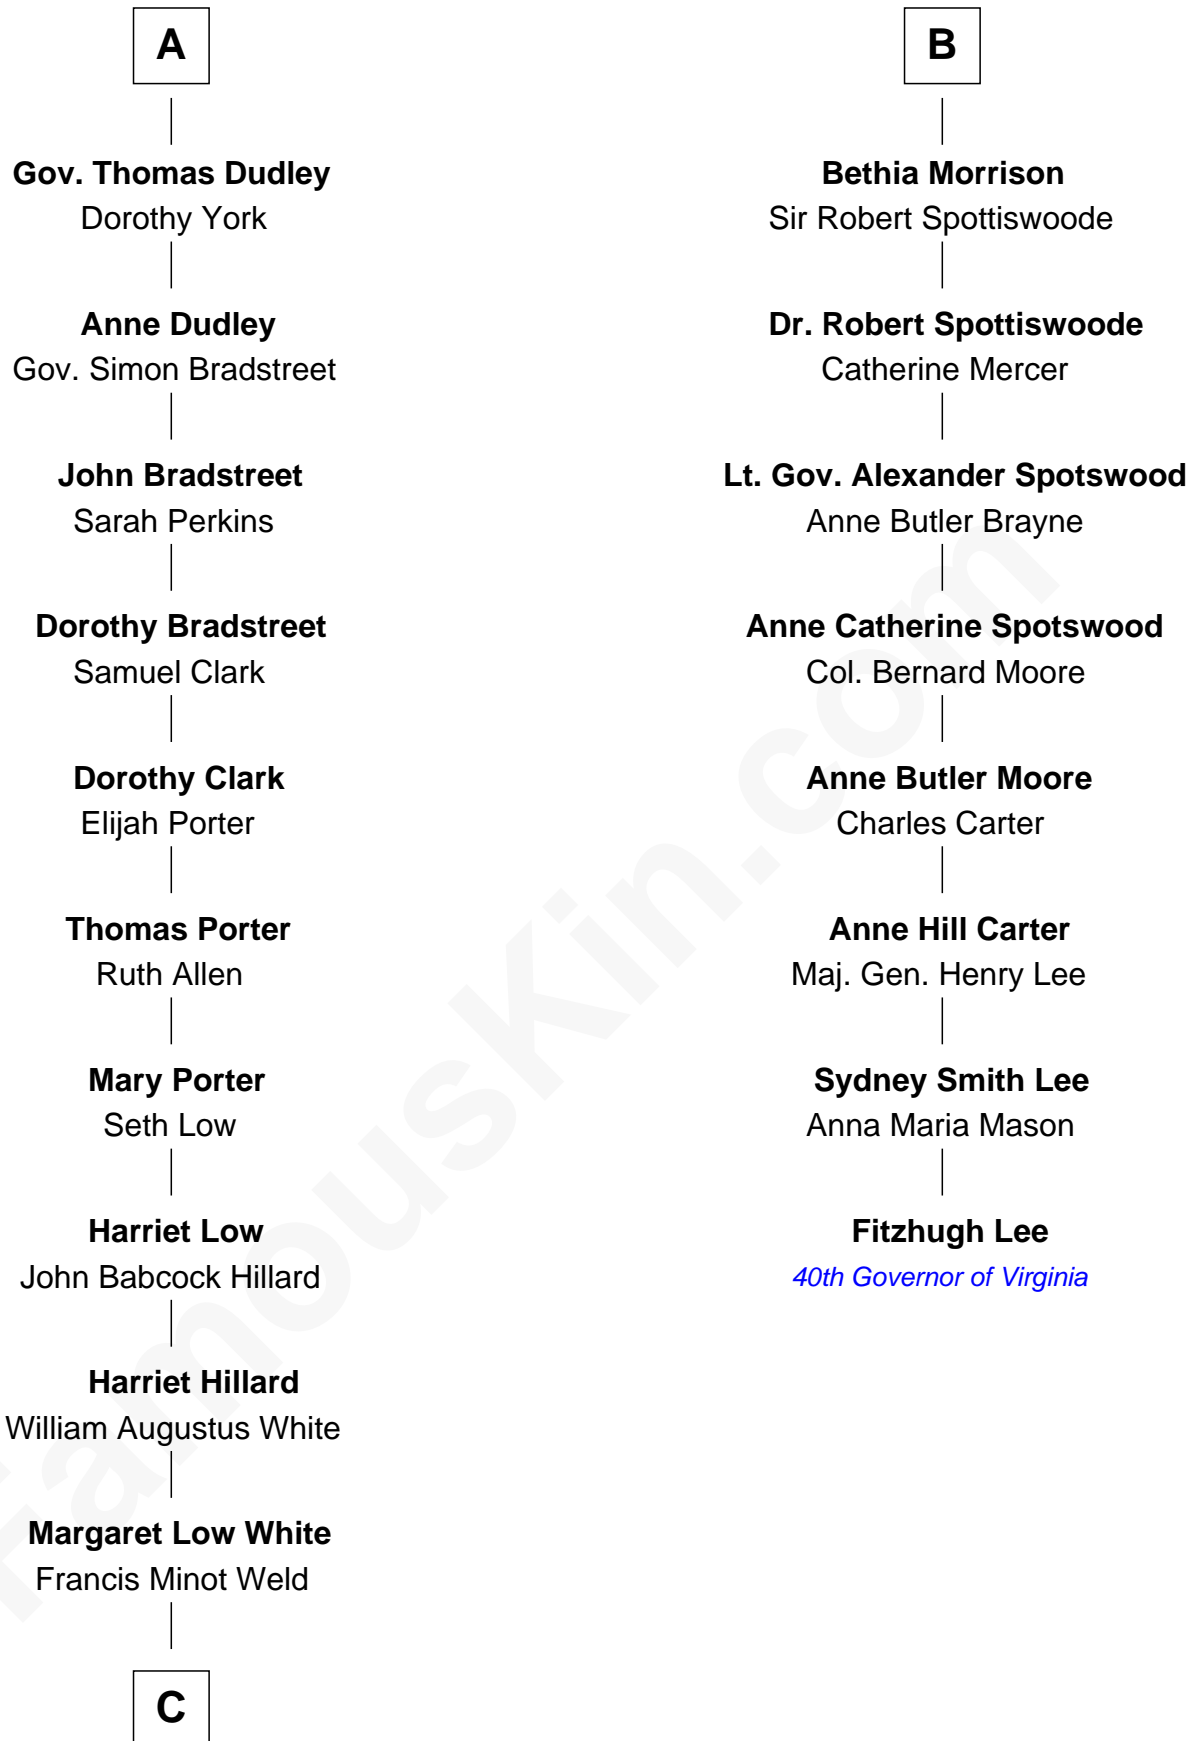 A
Gov. Thomas Dudley
Dorothy York
Anne Dudley
Gov. Simon Bradstreet
John Bradstreet
Sarah Perkins
Dorothy Bradstreet
Samuel Clark
Dorothy Clark
Elijah Porter
Thomas Porter
Ruth Allen
Mary Porter
Seth Low
Harriet Low
John Babcock Hillard
Harriet Hillard
William Augustus White
Margaret Low White
Francis Minot Weld
C
B
Bethia Morrison
Sir Robert Spottiswoode
Dr. Robert Spottiswoode
Catherine Mercer
Lt. Gov. Alexander Spotswood
Anne Butler Brayne
Anne Catherine Spotswood
Col. Bernard Moore
Anne Butler Moore
Charles Carter
Anne Hill Carter
Maj. Gen. Henry Lee
Sydney Smith Lee
Anna Maria Mason
Fitzhugh Lee
40th Governor of Virginia
FamousKin.com